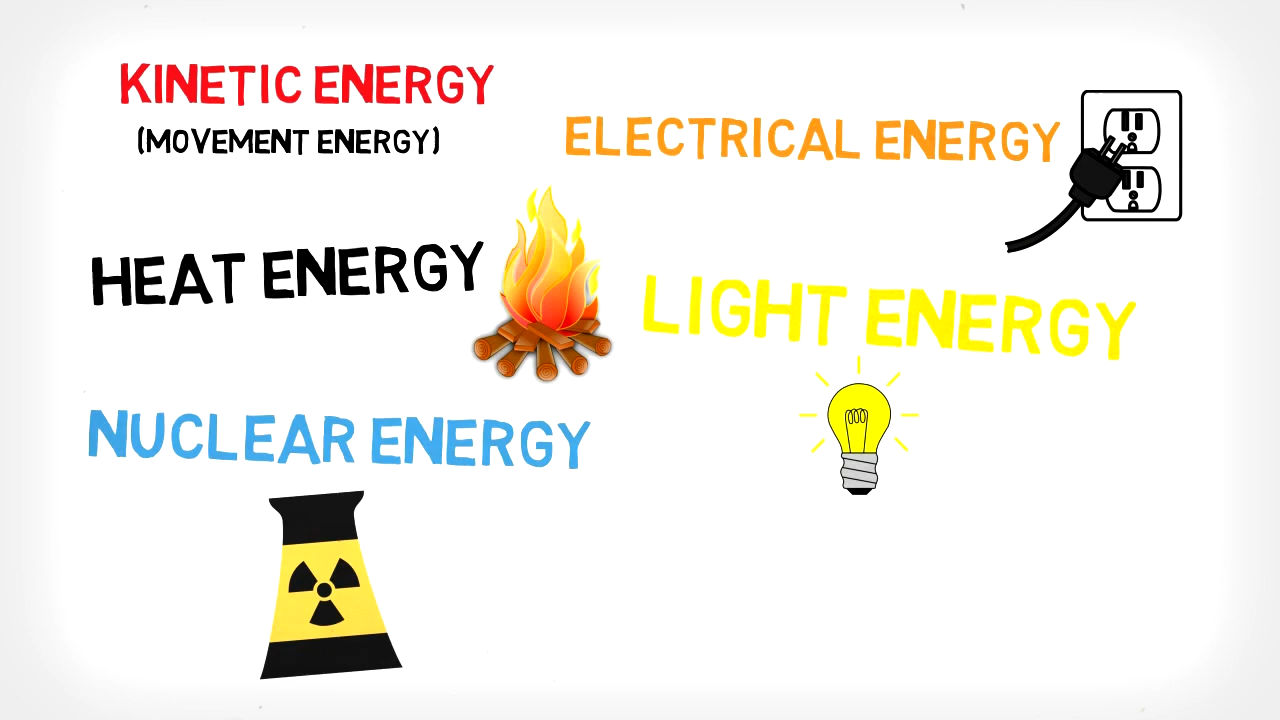 KINETIC ENERGY
(MOVEMENT ENERGY)
ELECTRICAL ENERGY
HEAT ENERGY
LIGHT ENERGY
NUCLEAR ENERGY